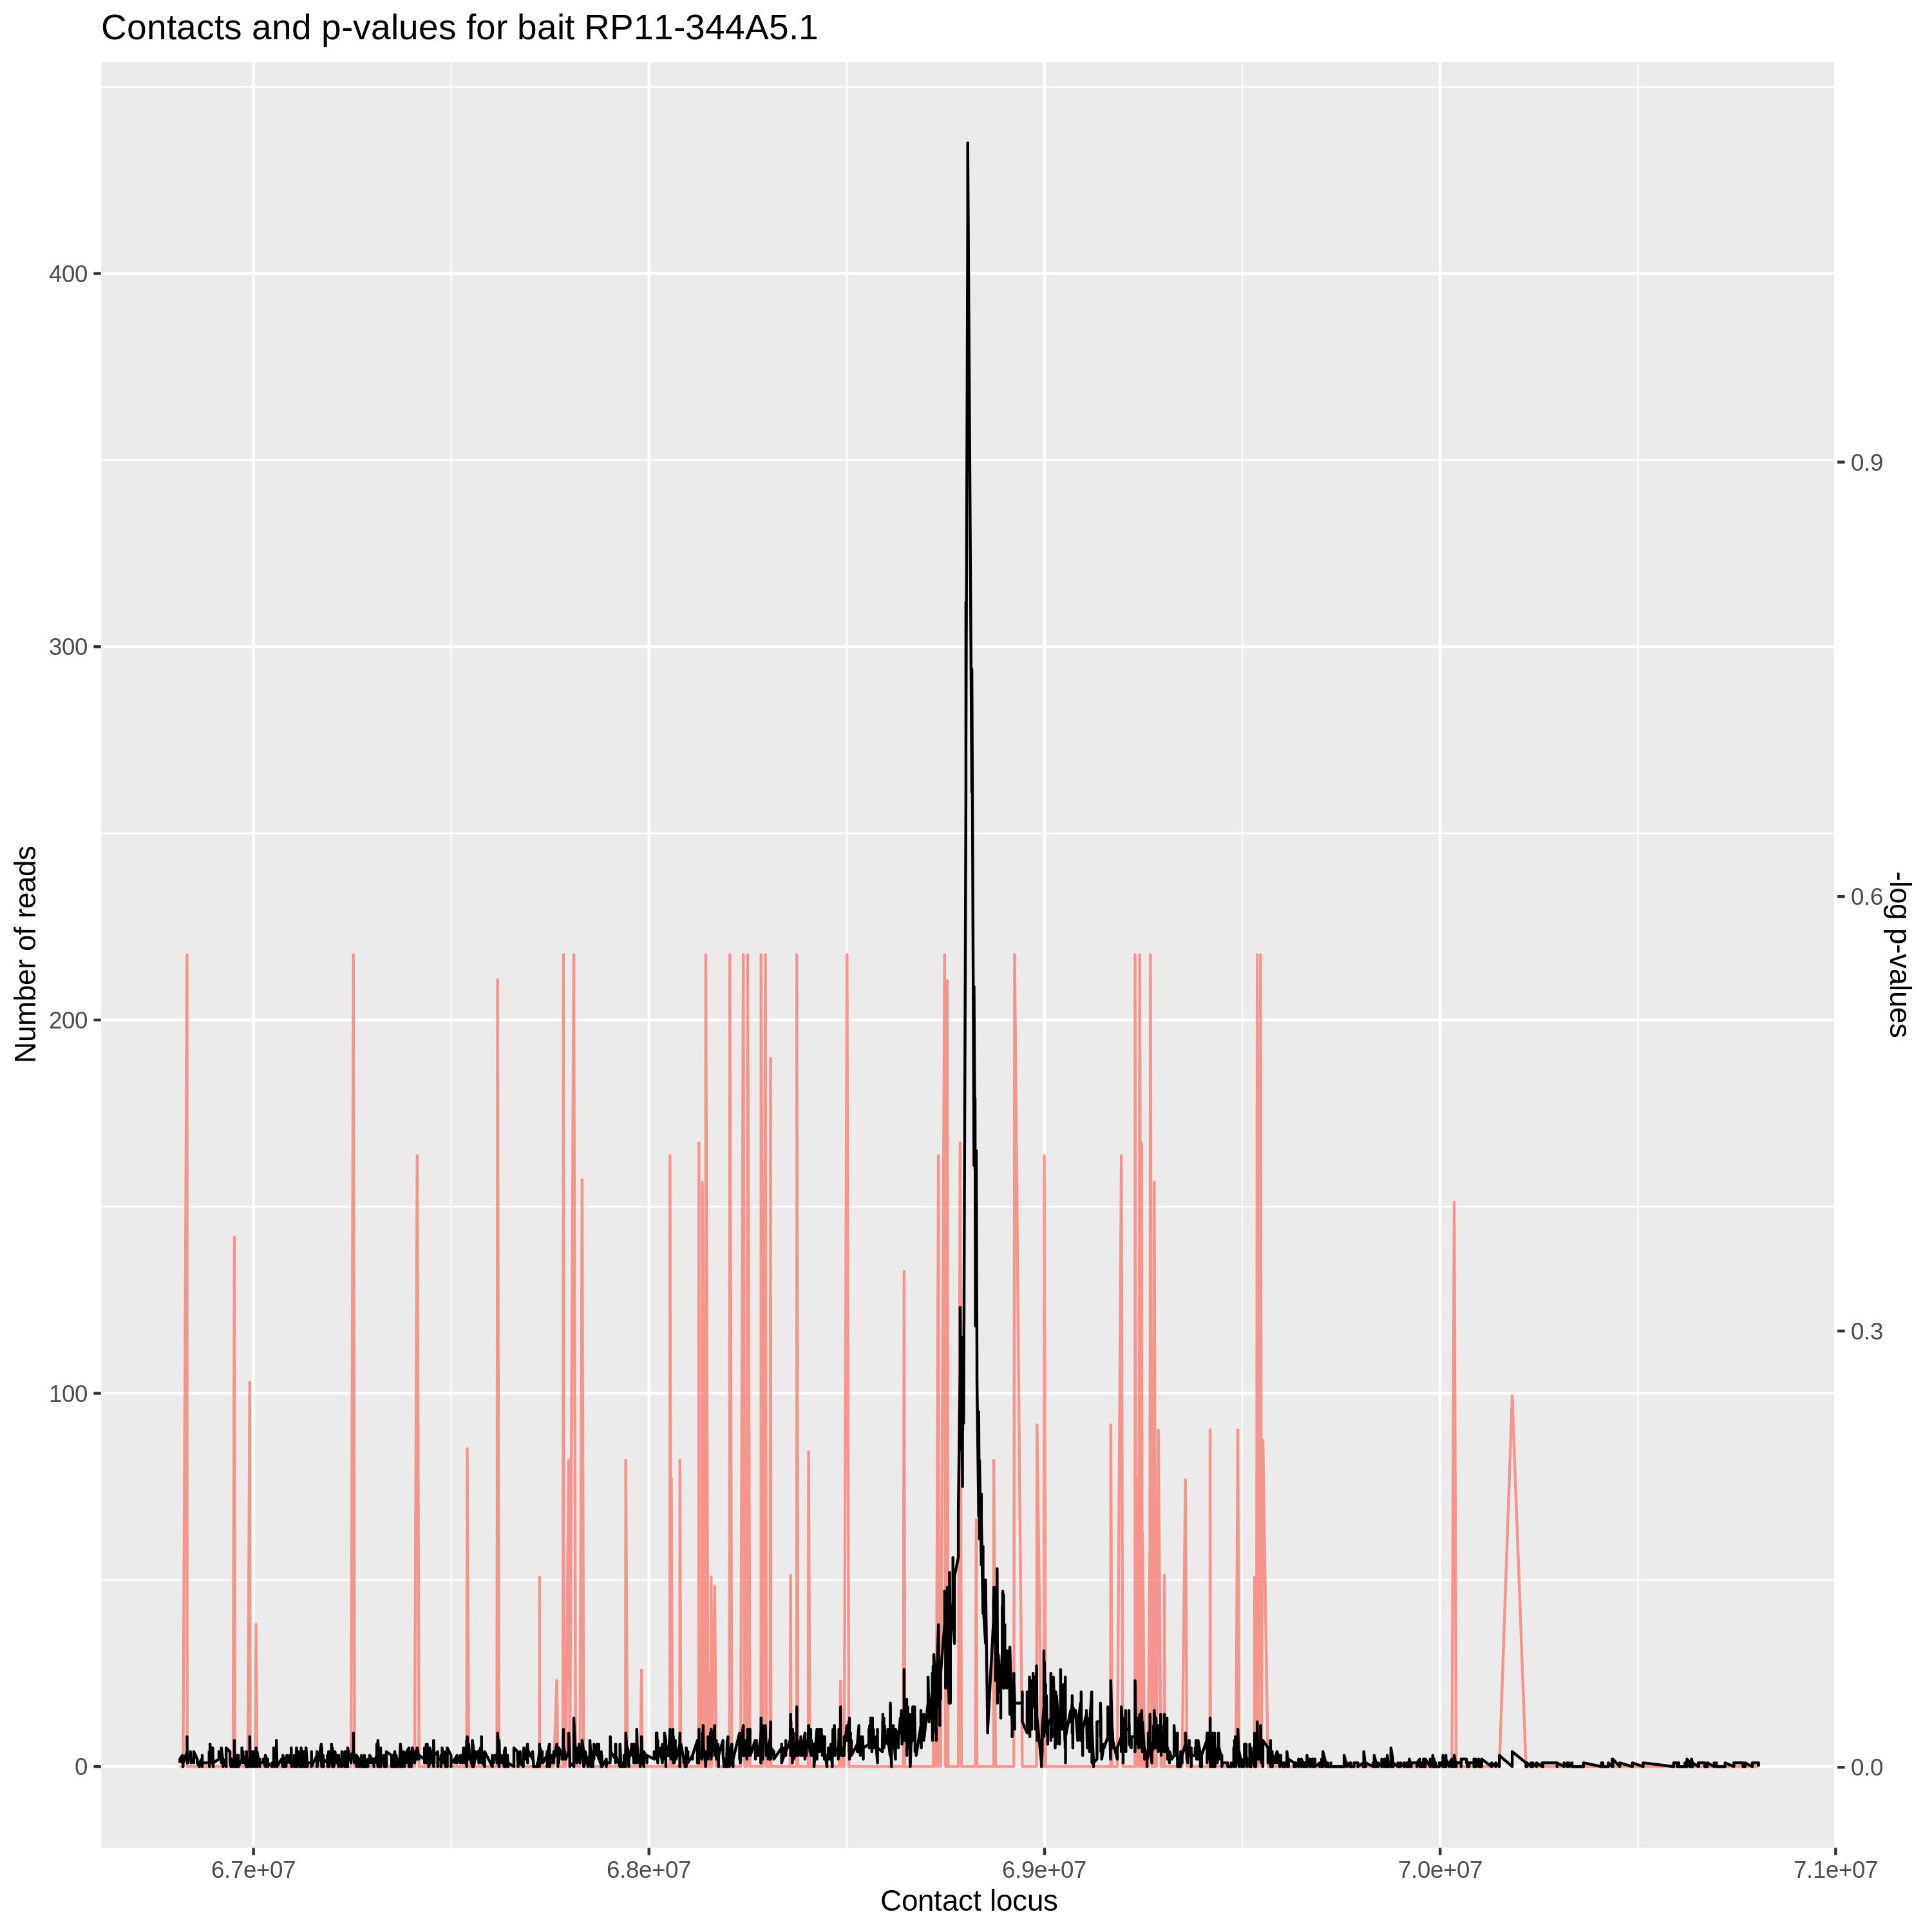 Contacts and p-values for bait RP11-344A5.1
400
300
200
100
0
Number of reads
0.9
0.6
0.3
0.0
-log p-values
6.7e+07
6.8e+07
6.9e+07
7.0e+07
7.1e+07
Contact locus